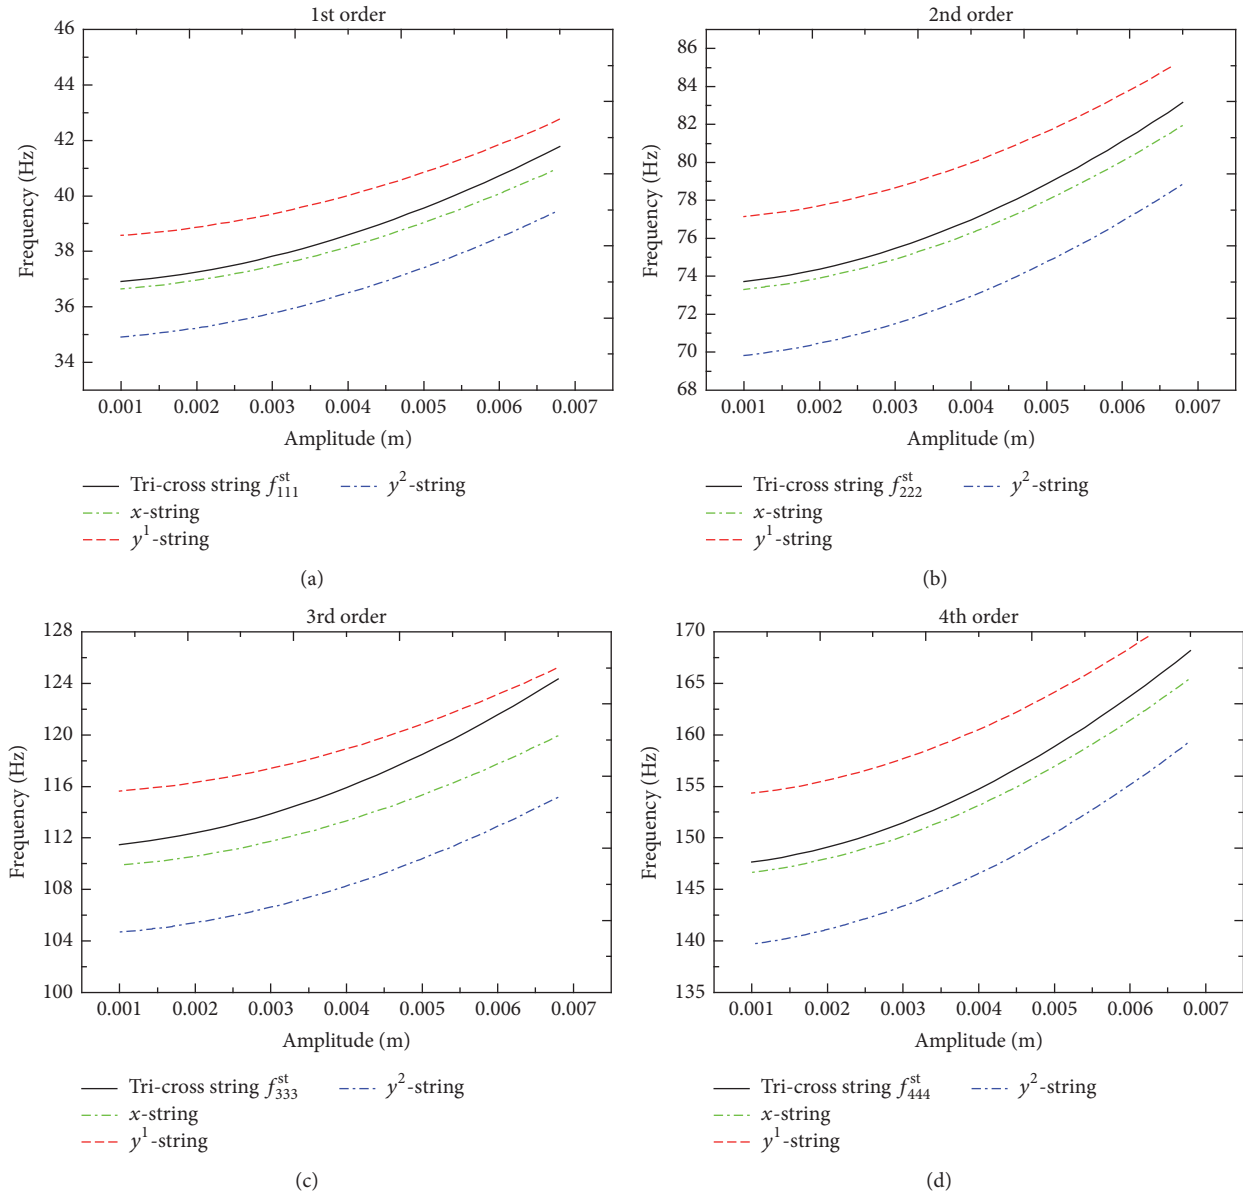 1st order
46
44
42
40
38
36
34
Frequency (Hz)
0.001 0.002 0.003 0.004 0.005 0.006 0.007
Amplitude (m)
Tri-cross string f^st_111
x-string
y^1-string
y^2-string
(a)
2nd order
86
84
82
80
78
76
74
72
70
68
Frequency (Hz)
0.001 0.002 0.003 0.004 0.005 0.006 0.007
Amplitude (m)
Tri-cross string f^st_222
x-string
y^1-string
y^2-string
(b)
3rd order
128
124
120
116
112
108
104
100
Frequency (Hz)
0.001 0.002 0.003 0.004 0.005 0.006 0.007
Amplitude (m)
Tri-cross string f^st_333
x-string
y^1-string
y^2-string
(c)
4th order
170
165
160
155
150
145
140
135
Frequency (Hz)
0.001 0.002 0.003 0.004 0.005 0.006 0.007
Amplitude (m)
Tri-cross string f^st_444
x-string
y^1-string
y^2-string
(d)